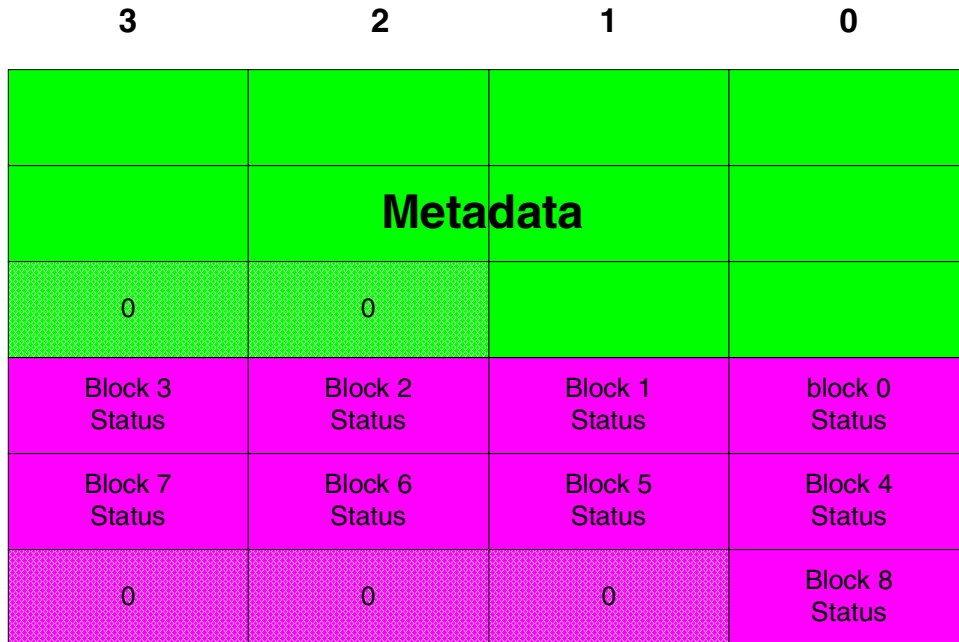 3 2 1 0
Metadata
0 0
Block 3 Status Block 2 Status Block 1 Status block 0 Status
Block 7 Status Block 6 Status Block 5 Status Block 4 Status
0 0 0 Block 8 Status